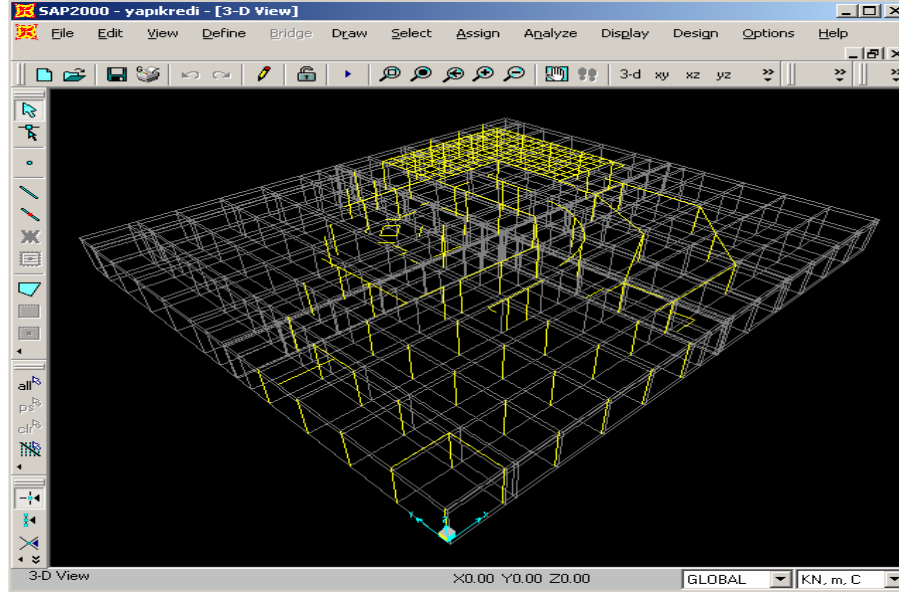 SAP2000 - yapıkredi - [3-D View]
File Edit View Define Bridge Draw Select Assign Analyze Display Design Options Help
3-d xy xz yz
all
ps
clr
3-D View X0.00 Y0.00 Z0.00 GLOBAL KN, m, C